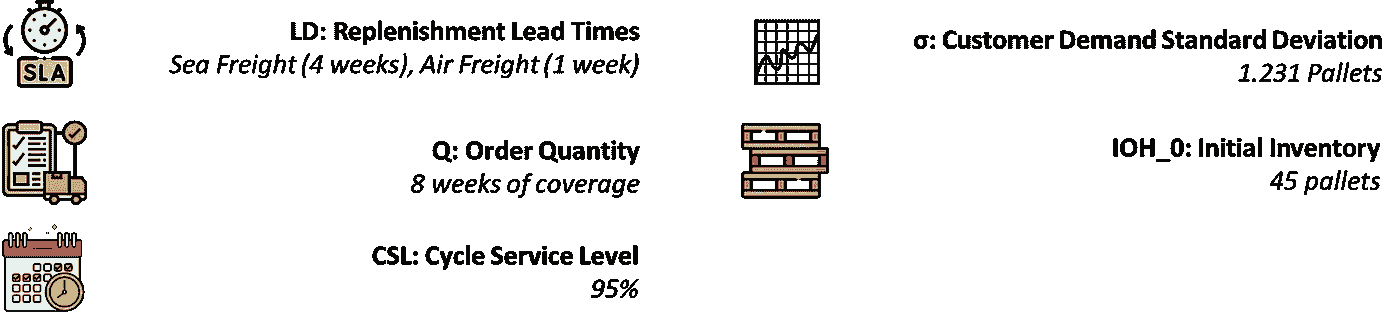 SLA
LD: Replenishment Lead Times
Sea Freight (4 weeks), Air Freight (1 week)
Q: Order Quantity
8 weeks of coverage
CSL: Cycle Service Level
95%
σ: Customer Demand Standard Deviation
1.231 Pallets
IOH_0: Initial Inventory
45 pallets